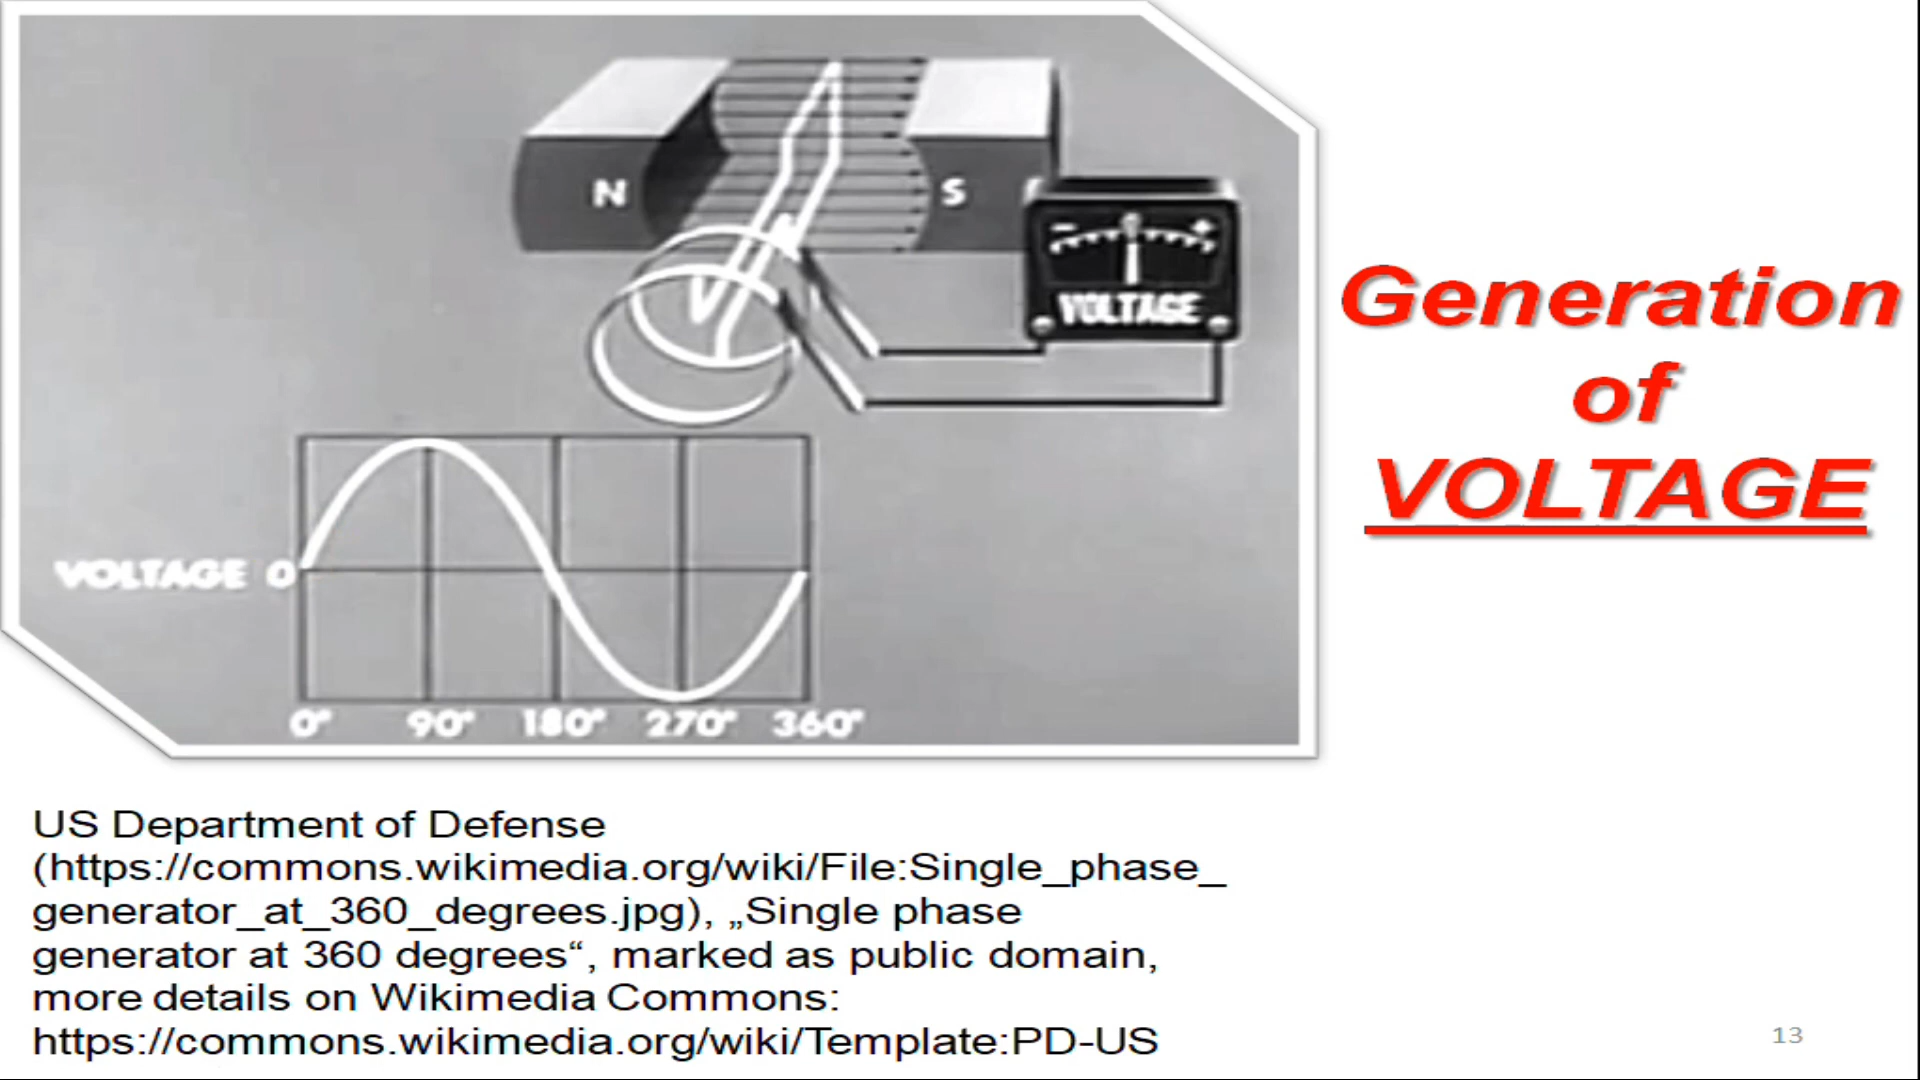 N
S
- +
VOLTAGE
VOLTAGE 0
0° 90° 180° 270° 360°
Generation
of
VOLTAGE
US Department of Defense
(https://commons.wikimedia.org/wiki/File:Single_phase_
generator_at_360_degrees.jpg), „Single phase
generator at 360 degrees“, marked as public domain,
more details on Wikimedia Commons:
https://commons.wikimedia.org/wiki/Template:PD-US
13